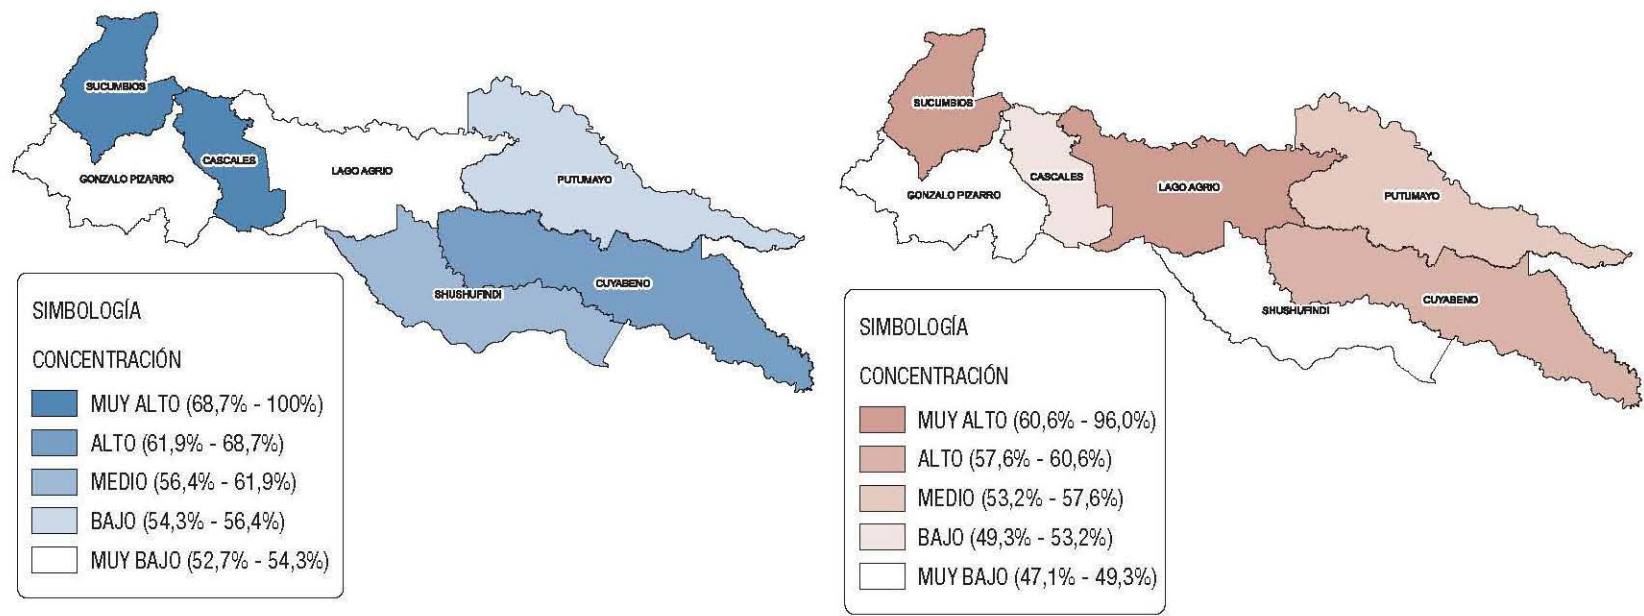 SUCUMBIOS
CASCALES
GONZALO PIZARRO
LAGO AGRIO
PUTUMAYO
CUYABENO
SHUSHUFINDI
SIMBOLOGÍA
CONCENTRACIÓN
MUY ALTO (68,7% - 100%)
ALTO (61,9% - 68,7%)
MEDIO (56,4% - 61,9%)
BAJO (54,3% - 56,4%)
MUY BAJO (52,7% - 54,3%)
SUCUMBIOS
CASCALES
GONZALO PIZARRO
LAGO AGRIO
PUTUMAYO
CUYABENO
SHUSHUFINDI
SIMBOLOGÍA
CONCENTRACIÓN
MUY ALTO (60,6% - 96,0%)
ALTO (57,6% - 60,6%)
MEDIO (53,2% - 57,6%)
BAJO (49,3% - 53,2%)
MUY BAJO (47,1% - 49,3%)